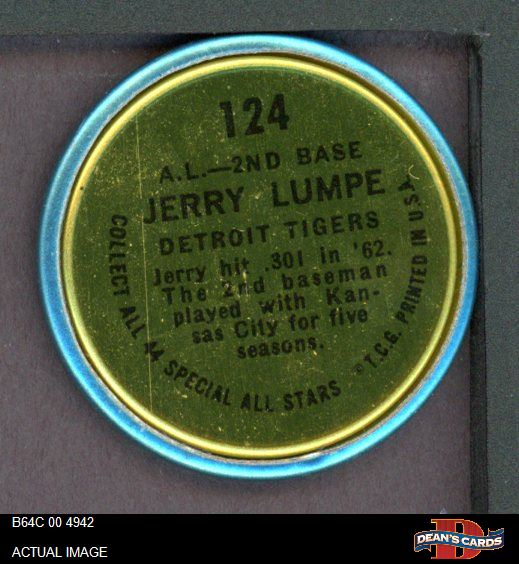 124
A.L.—2ND BASE
JERRY LUMPE
DETROIT TIGERS
Jerry hit .301 in '62.
The 2nd baseman
played with Kan-
sas City for five
seasons.
COLLECT ALL 44 SPECIAL ALL STARS
©T.C.G. PRINTED IN U.S.A.
B64C 00 4942
ACTUAL IMAGE
D
DEAN'S CARDS